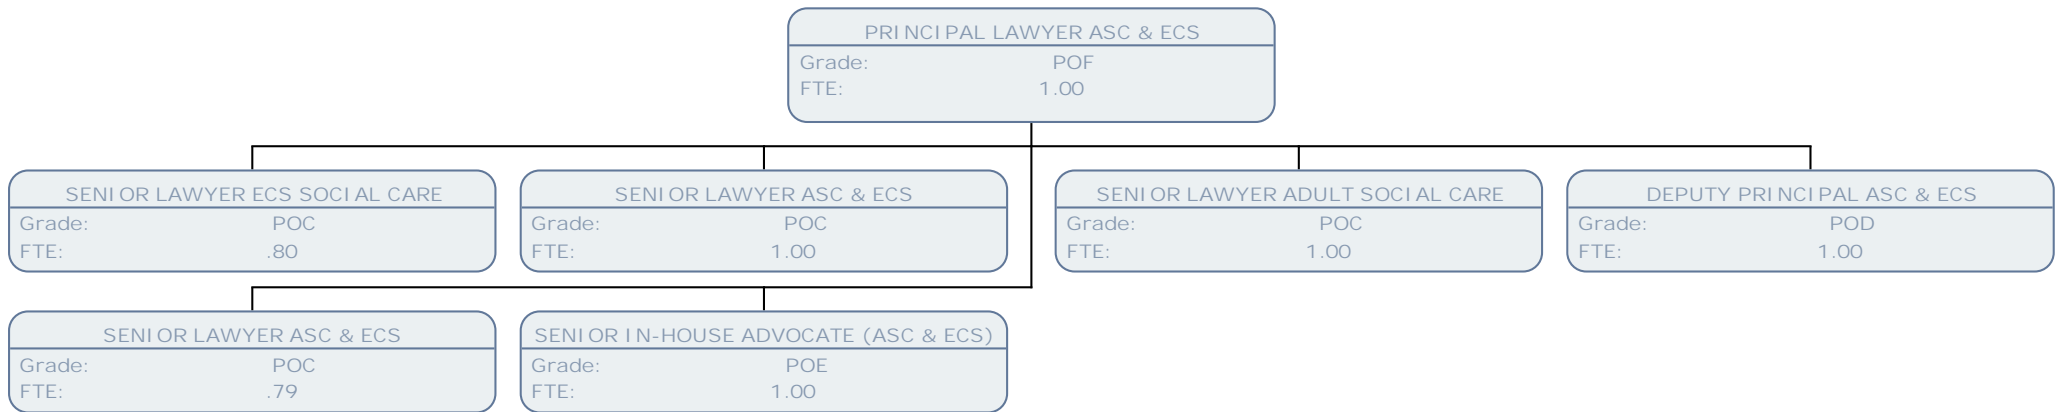 PRINCIPAL LAWYER ASC & ECS
Grade: POF
FTE: 1.00
SENIOR LAWYER ECS SOCIAL CARE
Grade: POC
FTE: .80
SENIOR LAWYER ASC & ECS
Grade: POC
FTE: 1.00
SENIOR LAWYER ADULT SOCIAL CARE
Grade: POC
FTE: 1.00
DEPUTY PRINCIPAL ASC & ECS
Grade: POD
FTE: 1.00
SENIOR LAWYER ASC & ECS
Grade: POC
FTE: .79
SENIOR IN-HOUSE ADVOCATE (ASC & ECS)
Grade: POE
FTE: 1.00